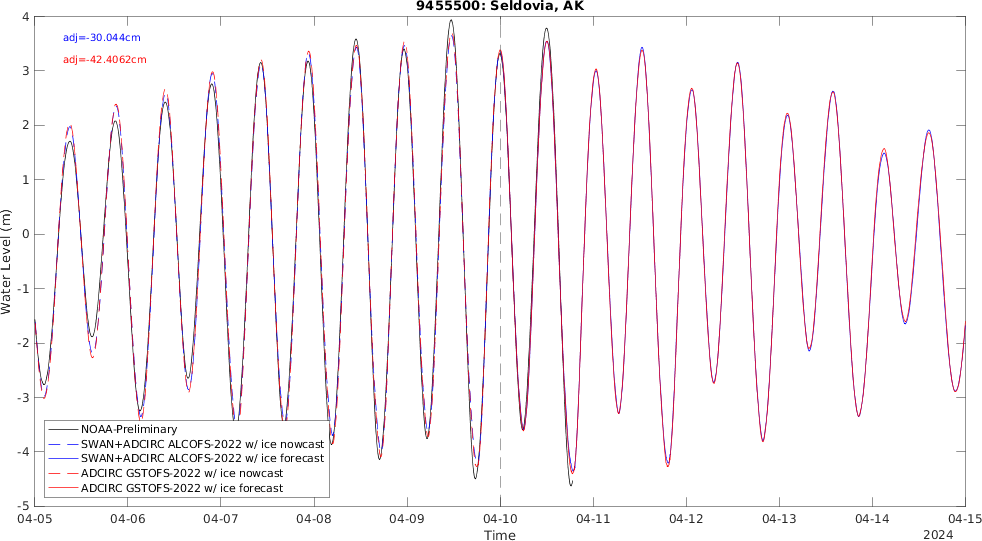 9455500: Seldovia, AK
adj=-30.044cm
adj=-42.4062cm
Water Level (m)
4
3
2
1
0
-1
-2
-3
-4
-5
NOAA-Preliminary
SWAN+ADCIRC ALCOFS-2022 w/ ice nowcast
SWAN+ADCIRC ALCOFS-2022 w/ ice forecast
ADCIRC GSTOFS-2022 w/ ice nowcast
ADCIRC GSTOFS-2022 w/ ice forecast
04-05 04-06 04-07 04-08 04-09 04-10 04-11 04-12 04-13 04-14 04-15
Time
2024